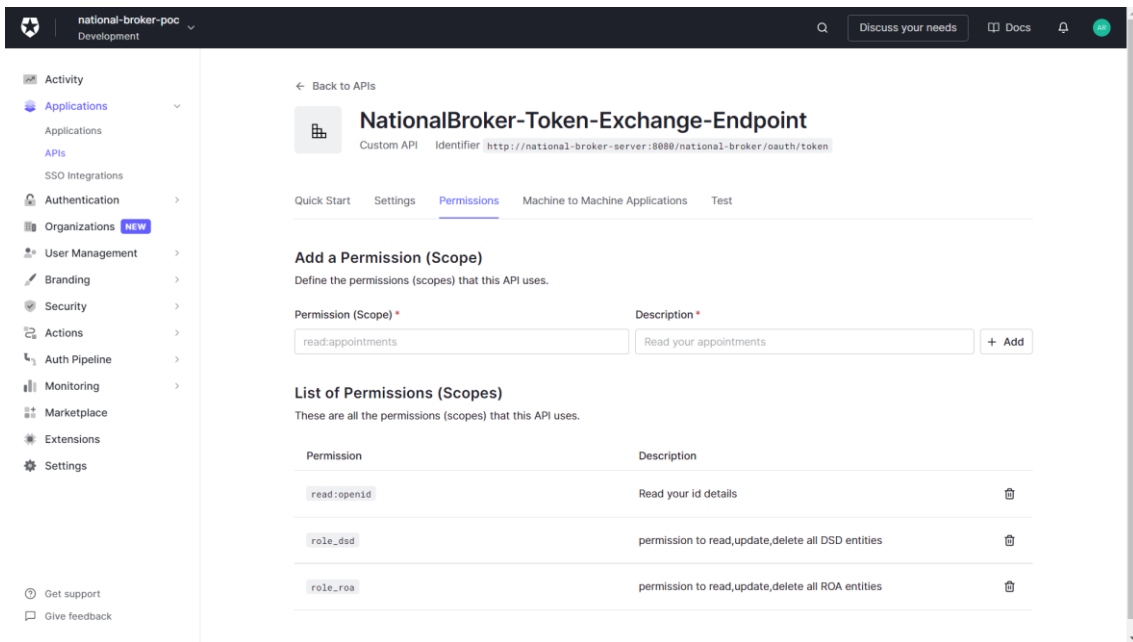 national-broker-poc
Development
Discuss your needs
Docs
AR
Activity
Applications
Applications
APIs
SSO Integrations
Authentication
Organizations NEW
User Management
Branding
Security
Actions
Auth Pipeline
Monitoring
Marketplace
Extensions
Settings
Get support
Give feedback
← Back to APIs
NationalBroker-Token-Exchange-Endpoint
Custom API Identifier http://national-broker-server:8080/national-broker/oauth/token
Quick Start Settings Permissions Machine to Machine Applications Test
Add a Permission (Scope)
Define the permissions (scopes) that this API uses.
Permission (Scope) * Description *
read:appointments Read your appointments + Add
List of Permissions (Scopes)
These are all the permissions (scopes) that this API uses.
Permission Description
read:openid Read your id details
role_dsd permission to read,update,delete all DSD entities
role_roa permission to read,update,delete all ROA entities